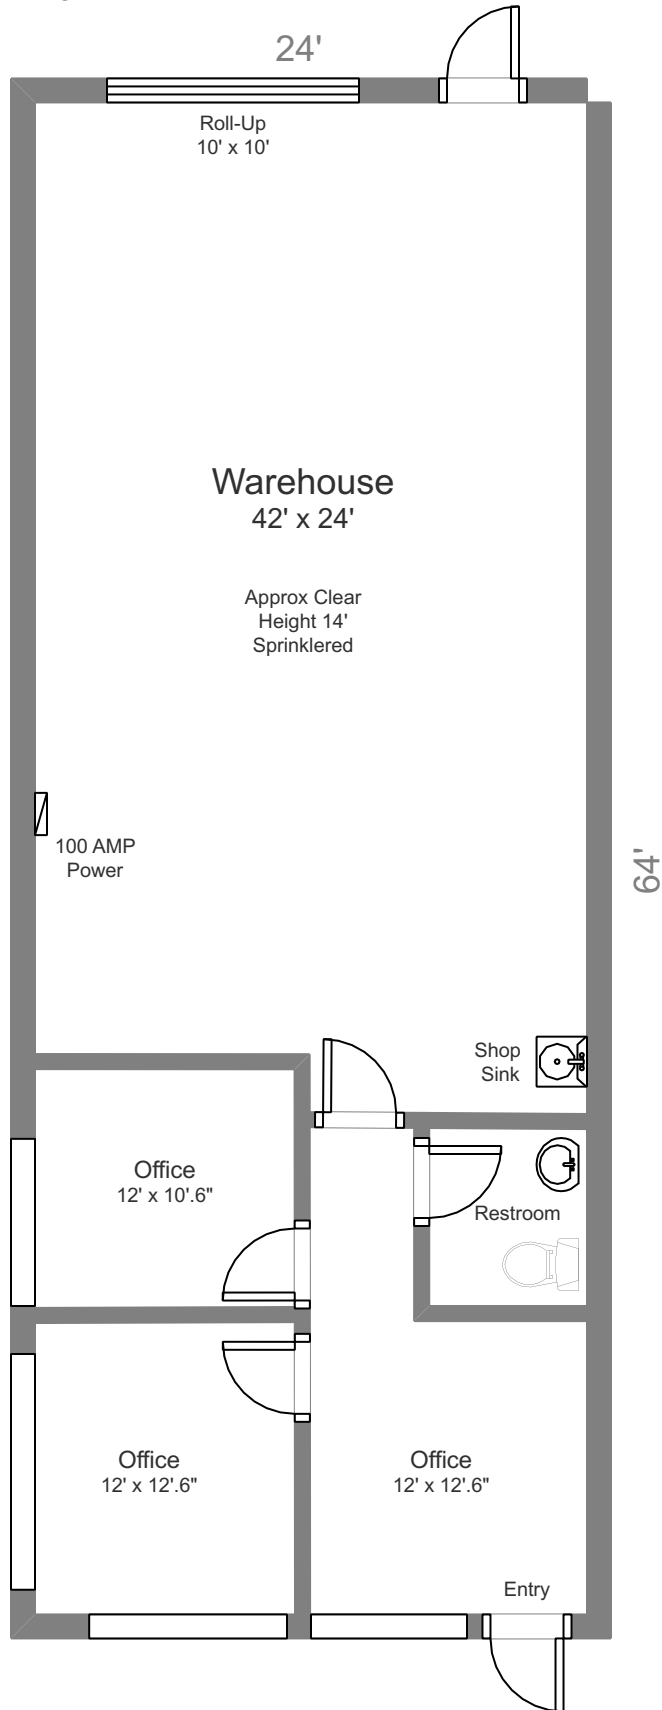 24'
Roll-Up
10' x 10'
Warehouse
42' x 24'
Approx Clear
Height 14'
Sprinklered
100 AMP
Power
64'
Shop
Sink
Office
12' x 10'.6"
Restroom
Office
12' x 12'.6"
Office
12' x 12'.6"
Entry